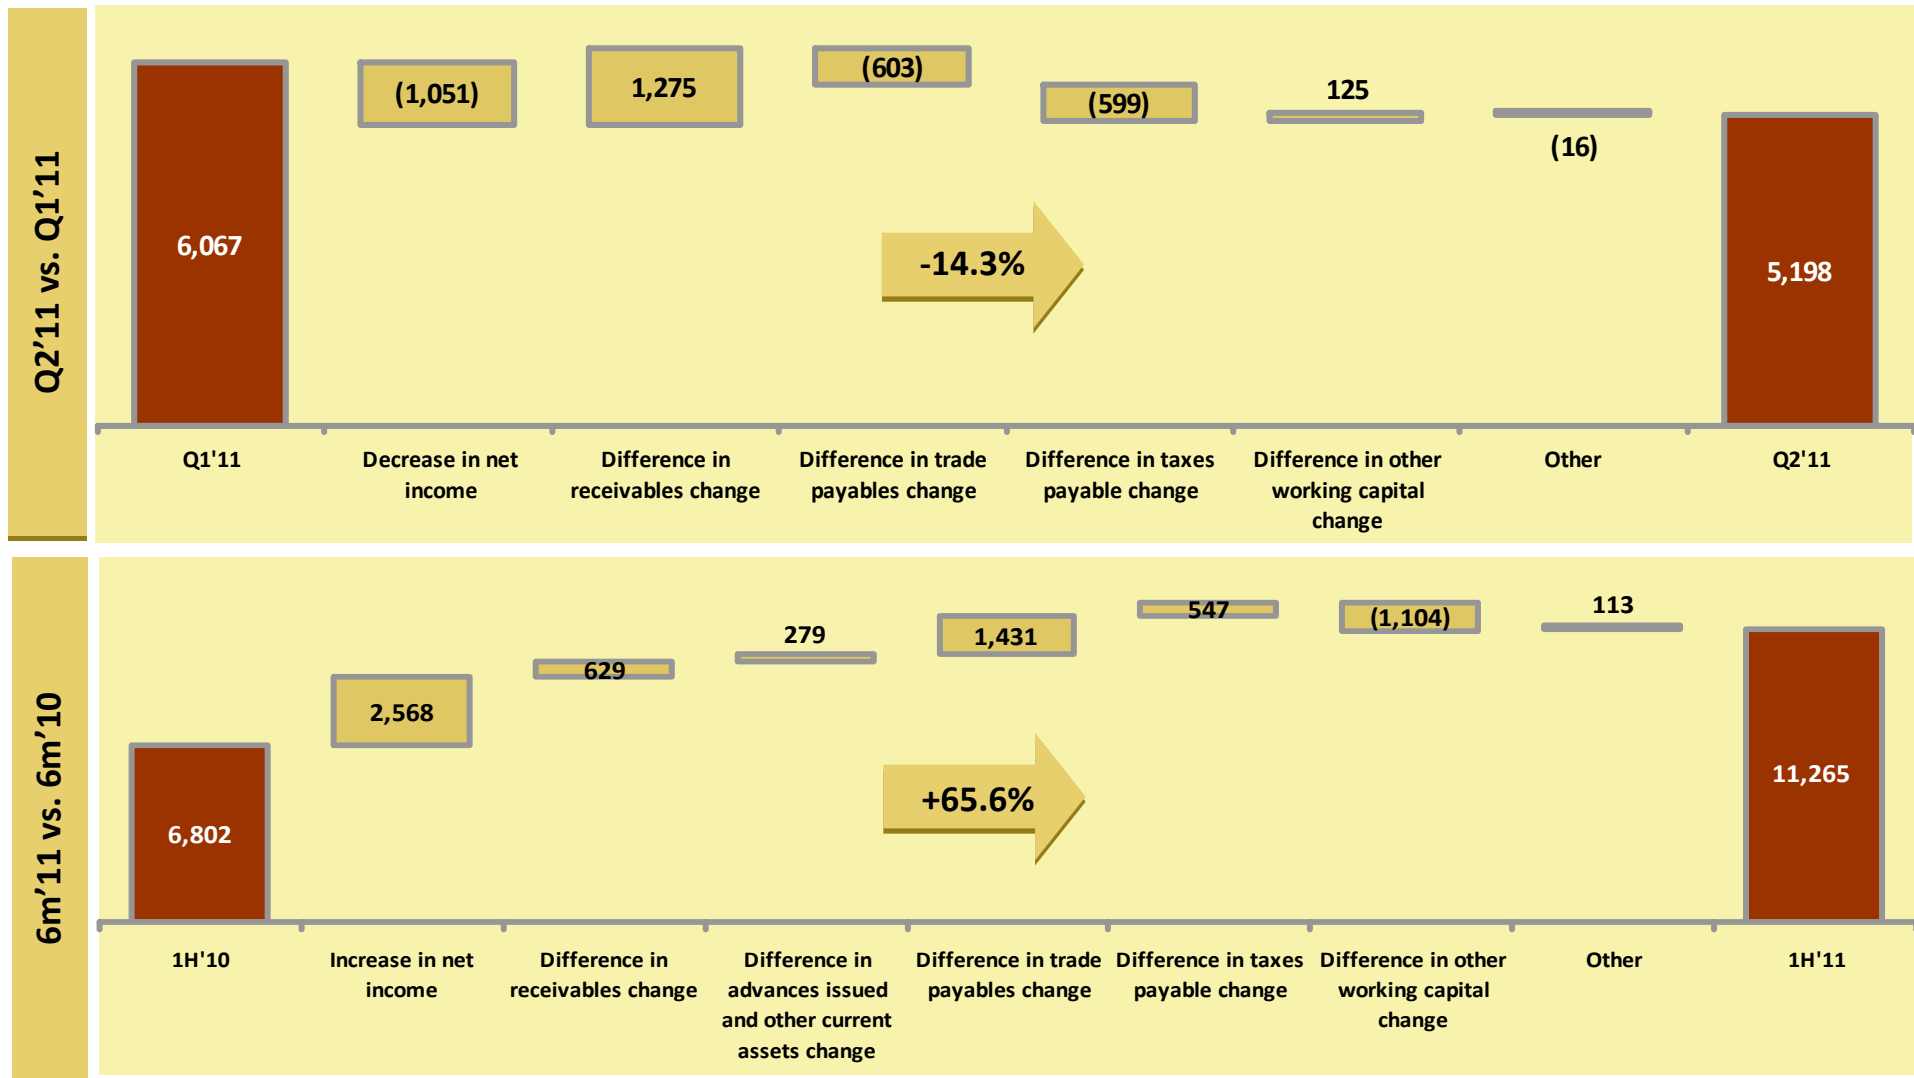 Q2’11 vs. Q1’11
6,067
(1,051)
1,275
(603)
(599)
125
(16)
5,198
-14.3%
Q1'11
Decrease in net
income
Difference in
receivables change
Difference in trade
payables change
Difference in taxes
payable change
Difference in other
working capital
change
Other
Q2'11
6m’11 vs. 6m’10
6,802
2,568
629
279
1,431
547
(1,104)
113
11,265
+65.6%
1H'10
Increase in net
income
Difference in
receivables change
Difference in
advances issued
and other current
assets change
Difference in trade
payables change
Difference in taxes
payable change
Difference in other
working capital
change
Other
1H'11